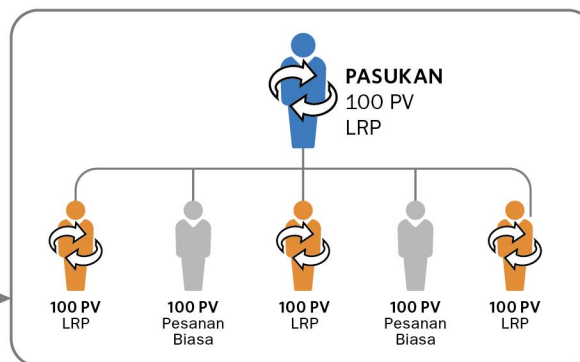 PASUKAN
100 PV
LRP
100 PV
LRP
100 PV
Pesanan
Biasa
100 PV
LRP
100 PV
Pesanan
Biasa
100 PV
LRP